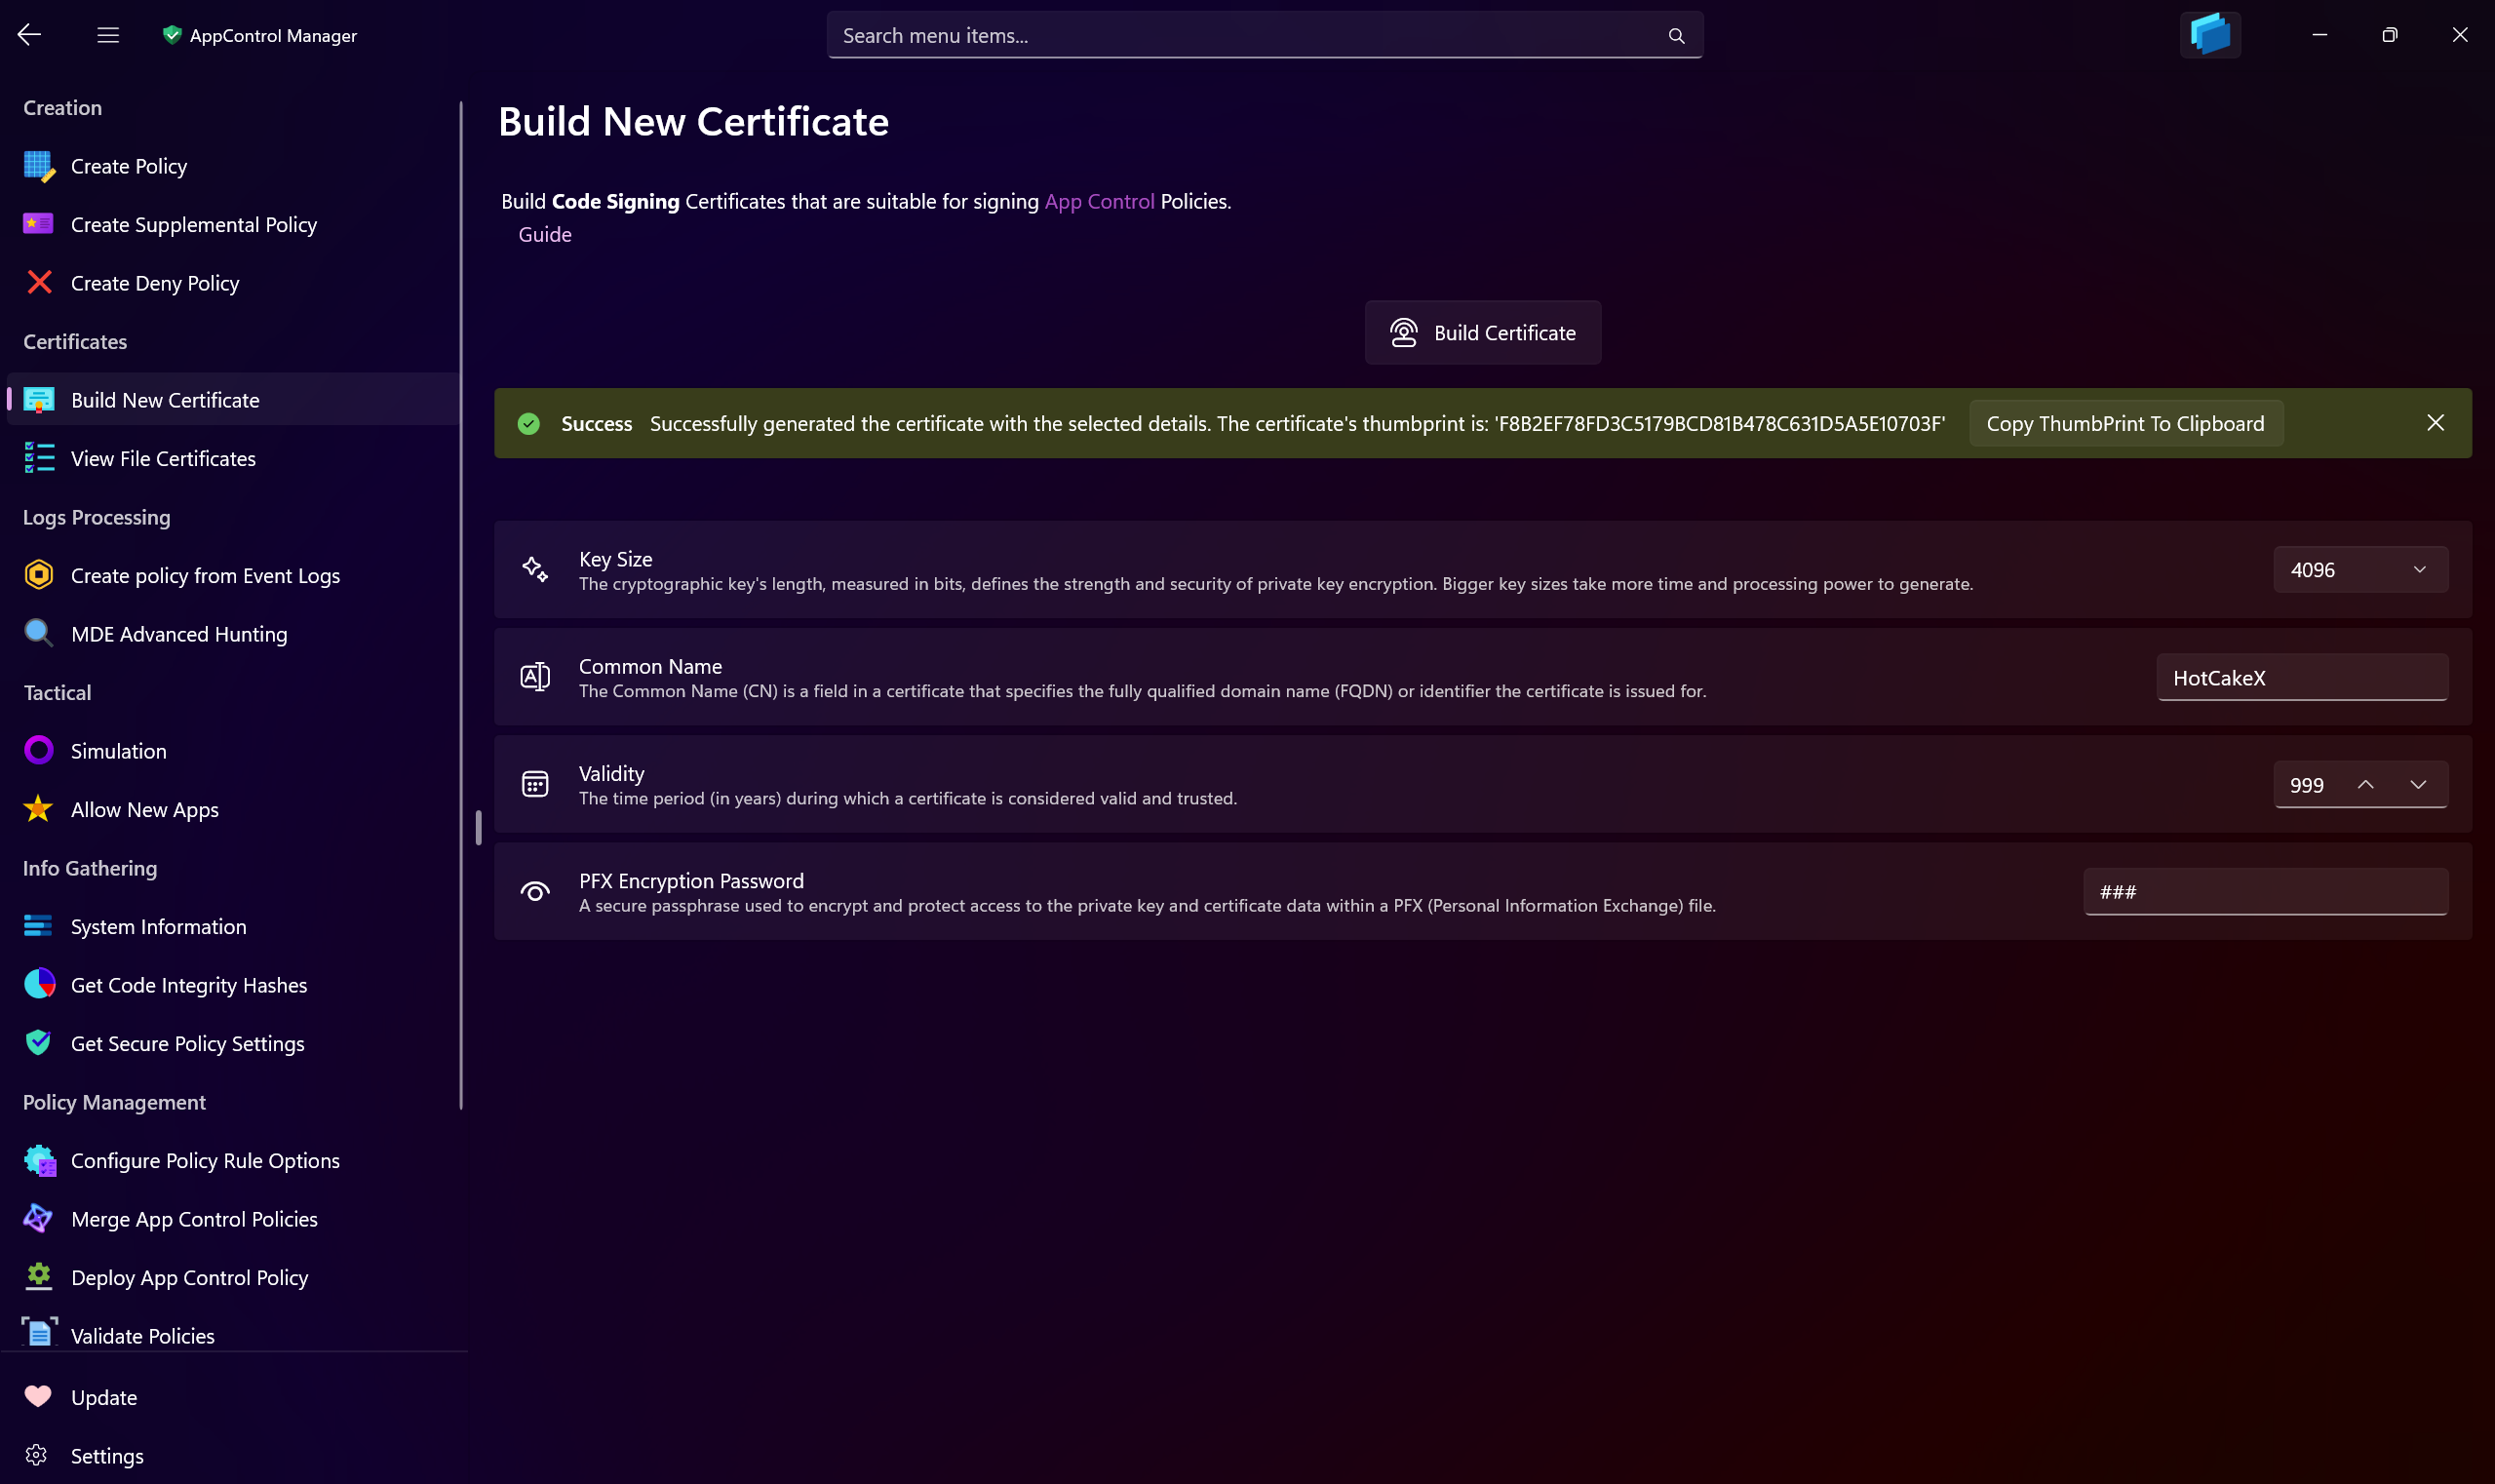 AppControl Manager
Search menu items...
Creation
Create Policy
Create Supplemental Policy
Create Deny Policy
Certificates
Build New Certificate
View File Certificates
Logs Processing
Create policy from Event Logs
MDE Advanced Hunting
Tactical
Simulation
Allow New Apps
Info Gathering
System Information
Get Code Integrity Hashes
Get Secure Policy Settings
Policy Management
Configure Policy Rule Options
Merge App Control Policies
Deploy App Control Policy
Validate Policies
Update
Settings
Build New Certificate
Build Code Signing Certificates that are suitable for signing App Control Policies.
Guide
Build Certificate
Success Successfully generated the certificate with the selected details. The certificate's thumbprint is: 'F8B2EF78FD3C5179BCD81B478C631D5A5E10703F' Copy ThumbPrint To Clipboard
Key Size
The cryptographic key's length, measured in bits, defines the strength and security of private key encryption. Bigger key sizes take more time and processing power to generate.
4096
Common Name
The Common Name (CN) is a field in a certificate that specifies the fully qualified domain name (FQDN) or identifier the certificate is issued for.
HotCakeX
Validity
The time period (in years) during which a certificate is considered valid and trusted.
999
PFX Encryption Password
A secure passphrase used to encrypt and protect access to the private key and certificate data within a PFX (Personal Information Exchange) file.
###